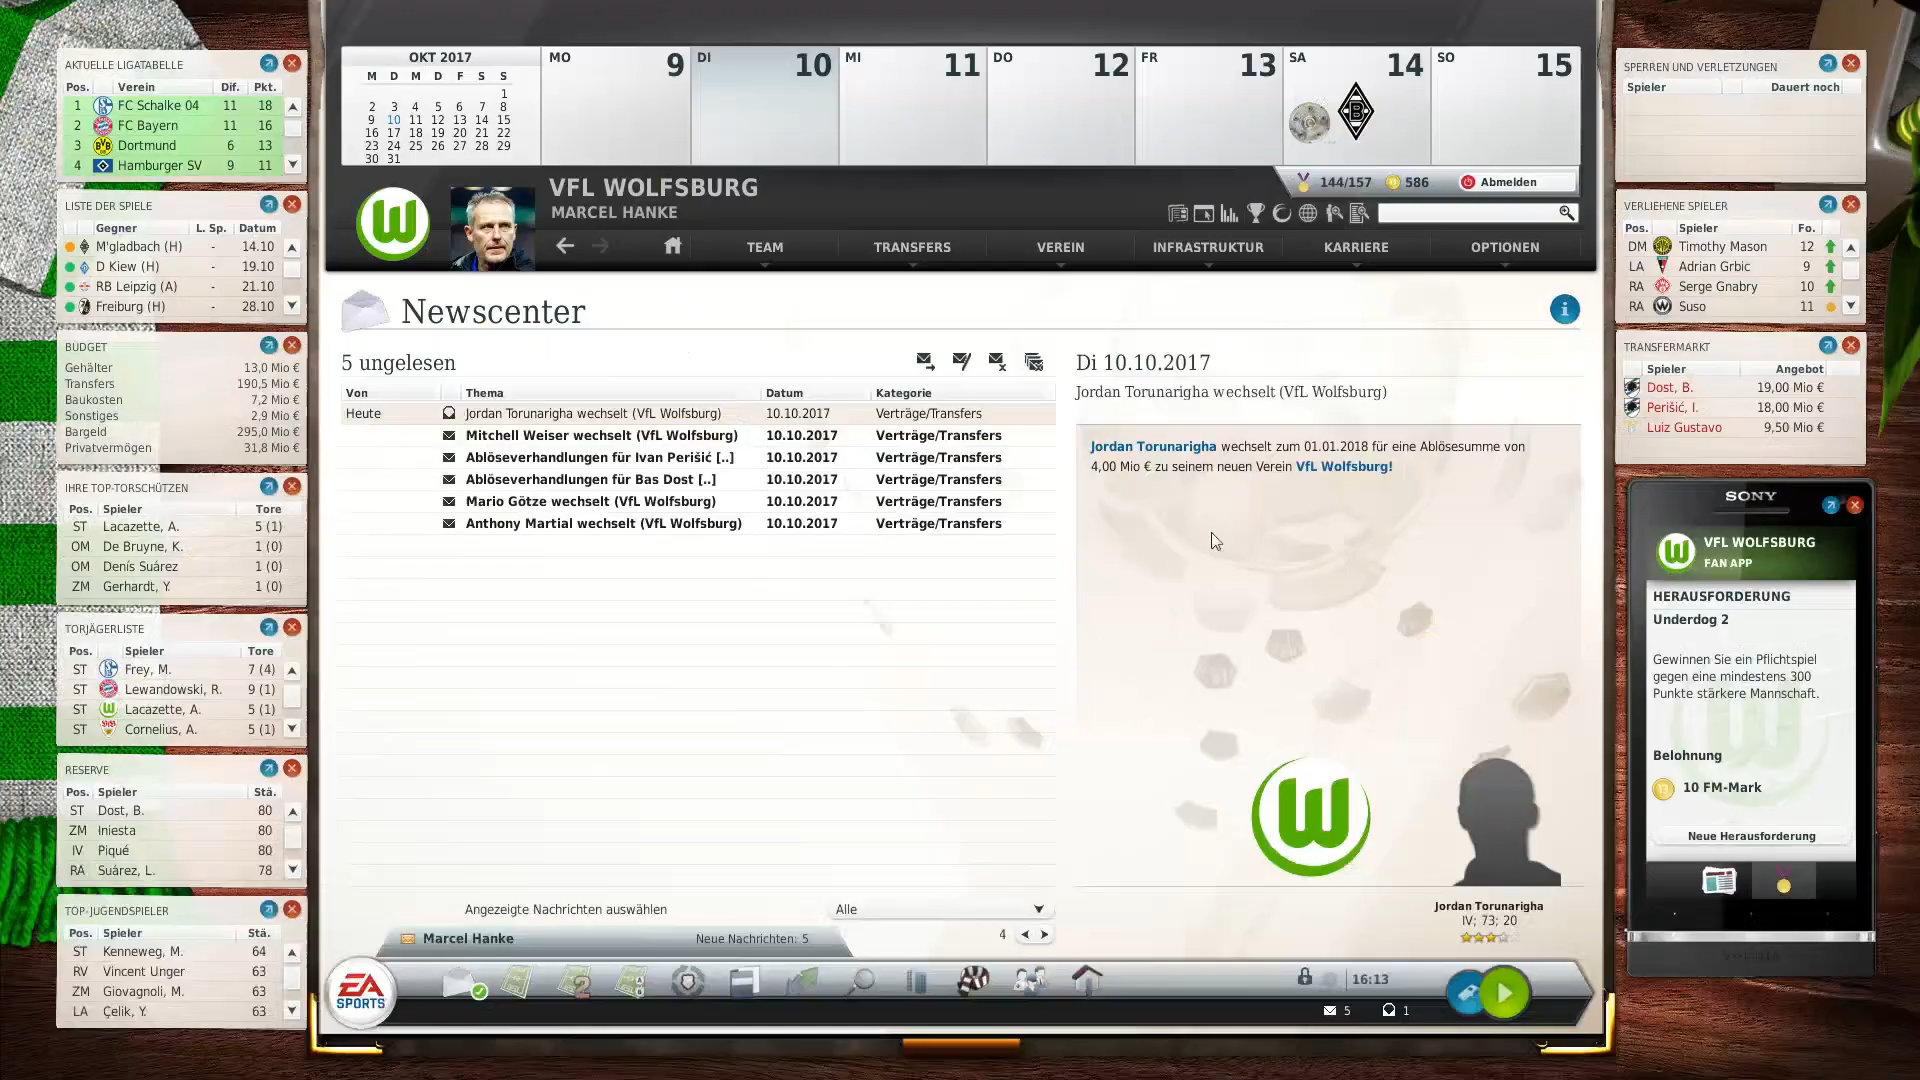 AKTUELLE LIGATABELLE
Pos. Verein Dif. Pkt.
1 FC Schalke 04 11 18
2 FC Bayern 11 16
3 Dortmund 6 13
4 Hamburger SV 9 11
LISTE DER SPIELE
Gegner L. Sp. Datum
M'gladbach (H) - 14.10
D Kiew (H) - 19.10
RB Leipzig (A) - 21.10
Freiburg (H) - 28.10
BUDGET
Gehälter 13,0 Mio €
Transfers 190,5 Mio €
Baukosten 7,2 Mio €
Sonstiges 2,9 Mio €
Bargeld 295,0 Mio €
Privatvermögen 31,8 Mio €
IHRE TOP-TORSCHÜTZEN
Pos. Spieler Tore
ST Lacazette, A. 5 (1)
OM De Bruyne, K. 1 (0)
OM Denís Suárez 1 (0)
ZM Gerhardt, Y. 1 (0)
TORJÄGERLISTE
Pos. Spieler Tore
ST Frey, M. 7 (4)
ST Lewandowski, R. 9 (1)
ST Lacazette, A. 5 (1)
ST Cornelius, A. 5 (1)
RESERVE
Pos. Spieler Stä.
ST Dost, B. 80
ZM Iniesta 80
IV Piqué 80
RA Suárez, L. 78
TOP-JUGENDSPIELER
Pos. Spieler Stä.
ST Kenneweg, M. 64
RV Vincent Unger 63
ZM Giovagnoli, M. 63
LA Çelik, Y. 63
OKT 2017
M D M D F S S
1
2 3 4 5 6 7 8
9 10 11 12 13 14 15
16 17 18 19 20 21 22
23 24 25 26 27 28 29
30 31
MO 9 DI 10 MI 11 DO 12 FR 13 SA 14 SO 15
VFL WOLFSBURG
MARCEL HANKE
144/157 586 Abmelden
TEAM TRANSFERS VEREIN INFRASTRUKTUR KARRIERE OPTIONEN
Newscenter
5 ungelesen
Von Thema Datum Kategorie
Heute Jordan Torunarigha wechselt (VfL Wolfsburg) 10.10.2017 Verträge/Transfers
Mitchell Weiser wechselt (VfL Wolfsburg) 10.10.2017 Verträge/Transfers
Ablöseverhandlungen für Ivan Perišić [..] 10.10.2017 Verträge/Transfers
Ablöseverhandlungen für Bas Dost [..] 10.10.2017 Verträge/Transfers
Mario Götze wechselt (VfL Wolfsburg) 10.10.2017 Verträge/Transfers
Anthony Martial wechselt (VfL Wolfsburg) 10.10.2017 Verträge/Transfers
Angezeigte Nachrichten auswählen Alle
Marcel Hanke Neue Nachrichten: 5 4
Di 10.10.2017
Jordan Torunarigha wechselt (VfL Wolfsburg)
Jordan Torunarigha wechselt zum 01.01.2018 für eine Ablösesumme von
4,00 Mio € zu seinem neuen Verein VfL Wolfsburg!
Jordan Torunarigha
IV; 73; 20
EA
SPORTS
16:13
5 1
SPERREN UND VERLETZUNGEN
Spieler Dauert noch
VERLIEHENE SPIELER
Pos. Spieler Fo.
DM Timothy Mason 12
LA Adrian Grbic 9
RA Serge Gnabry 10
RA Suso 11
TRANSFERMARKT
Spieler Angebot
Dost, B. 19,00 Mio €
Perišić, I. 18,00 Mio €
Luiz Gustavo 9,50 Mio €
SONY
VFL WOLFSBURG
FAN APP
HERAUSFORDERUNG
Underdog 2
Gewinnen Sie ein Pflichtspiel
gegen eine mindestens 300
Punkte stärkere Mannschaft.
Belohnung
10 FM-Mark
Neue Herausforderung